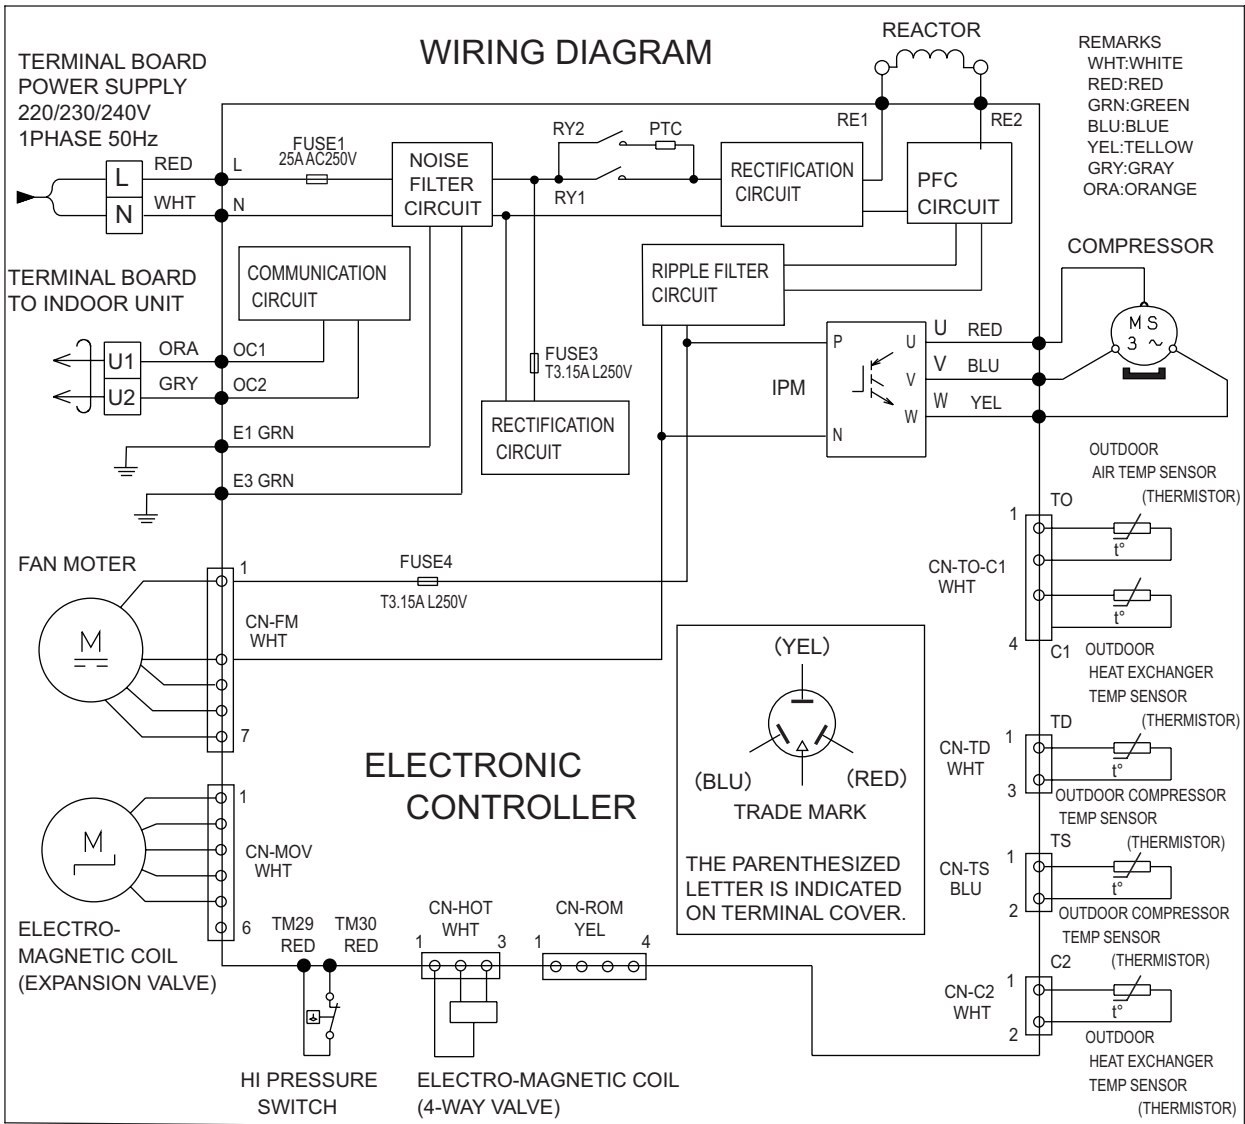 WIRING DIAGRAM
TERMINAL BOARD
POWER SUPPLY
220/230/240V
1PHASE 50Hz
REACTOR
REMARKS
WHT:WHITE
RED:RED
GRN:GREEN
BLU:BLUE
YEL:TELLOW
GRY:GRAY
ORA:ORANGE
RE1
RE2
L
RED
L
FUSE1
25A AC250V
N
WHT
N
NOISE
FILTER
CIRCUIT
RY2
PTC
RY1
RECTIFICATION
CIRCUIT
PFC
CIRCUIT
TERMINAL BOARD
TO INDOOR UNIT
COMMUNICATION
CIRCUIT
RIPPLE FILTER
CIRCUIT
COMPRESSOR
MS
3 ~
U1
ORA
OC1
U2
GRY
OC2
FUSE3
T3.15A L250V
RECTIFICATION
CIRCUIT
IPM
P
N
U
V
W
U RED
V BLU
W YEL
E1 GRN
E3 GRN
FAN MOTER
M
1
7
CN-FM
WHT
FUSE4
T3.15A L250V
OUTDOOR
AIR TEMP SENSOR
(THERMISTOR)
TO
1
t°
CN-TO-C1
WHT
t°
4
C1
OUTDOOR
HEAT EXCHANGER
TEMP SENSOR
(THERMISTOR)
TD
CN-TD
WHT
1
3
t°
OUTDOOR COMPRESSOR
TEMP SENSOR
(THERMISTOR)
TS
CN-TS
BLU
1
2
t°
OUTDOOR COMPRESSOR
TEMP SENSOR
(THERMISTOR)
C2
CN-C2
WHT
1
2
t°
OUTDOOR
HEAT EXCHANGER
TEMP SENSOR
(THERMISTOR)
(YEL)
(BLU)
(RED)
TRADE MARK
THE PARENTHESIZED
LETTER IS INDICATED
ON TERMINAL COVER.
ELECTRONIC
CONTROLLER
M
1
6
CN-MOV
WHT
ELECTRO-
MAGNETIC COIL
(EXPANSION VALVE)
TM29
RED
TM30
RED
HI PRESSURE
SWITCH
CN-HOT
WHT
1
3
ELECTRO-MAGNETIC COIL
(4-WAY VALVE)
CN-ROM
YEL
1
4